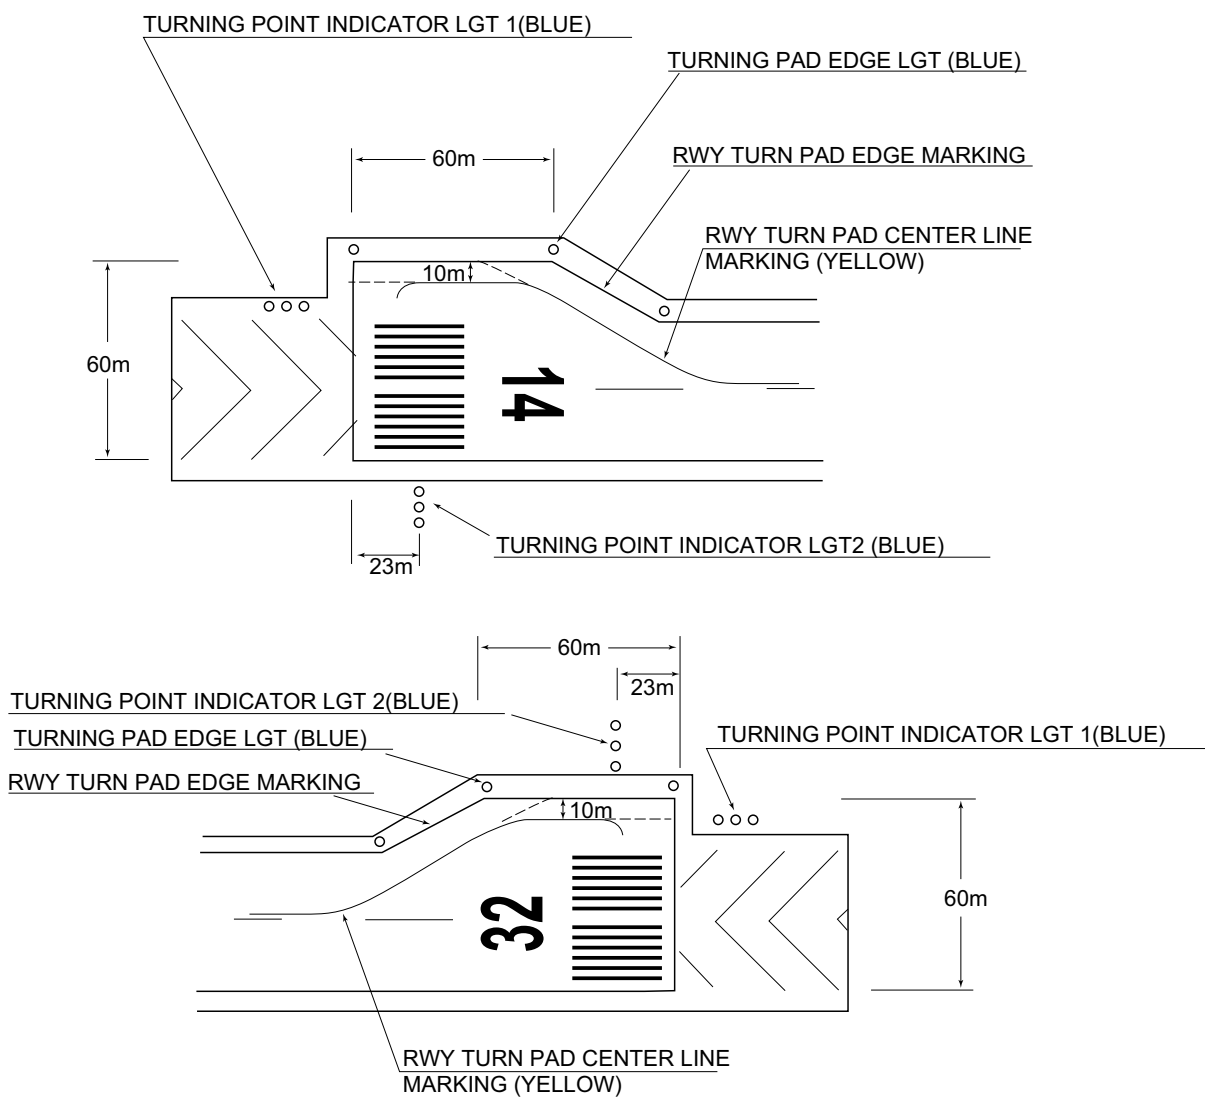 TURNING POINT INDICATOR LGT 1(BLUE)
TURNING PAD EDGE LGT (BLUE)
60m
RWY TURN PAD EDGE MARKING
RWY TURN PAD CENTER LINE
MARKING (YELLOW)
10m
60m
14
TURNING POINT INDICATOR LGT2 (BLUE)
23m
60m
23m
TURNING POINT INDICATOR LGT 2(BLUE)
TURNING POINT INDICATOR LGT 1(BLUE)
TURNING PAD EDGE LGT (BLUE)
RWY TURN PAD EDGE MARKING
10m
60m
32
RWY TURN PAD CENTER LINE
MARKING (YELLOW)